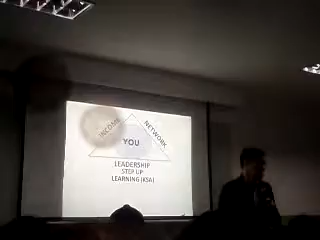 INCOME
NETWORK
YOU
LEADERSHIP
STEP UP
LEARNING (KSA)